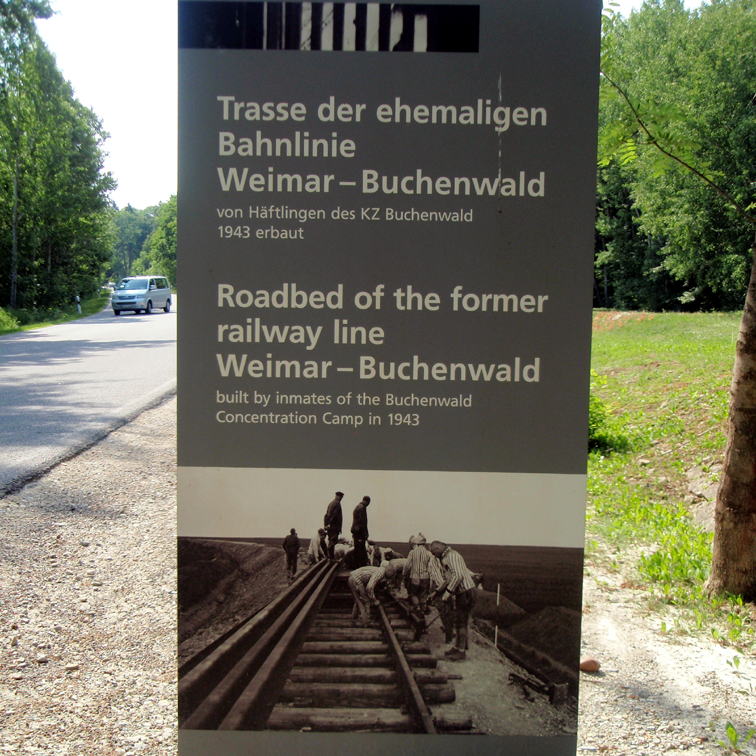 Trasse der ehemaligen
Bahnlinie
Weimar – Buchenwald
von Häftlingen des KZ Buchenwald
1943 erbaut
Roadbed of the former
railway line
Weimar – Buchenwald
built by inmates of the Buchenwald
Concentration Camp in 1943